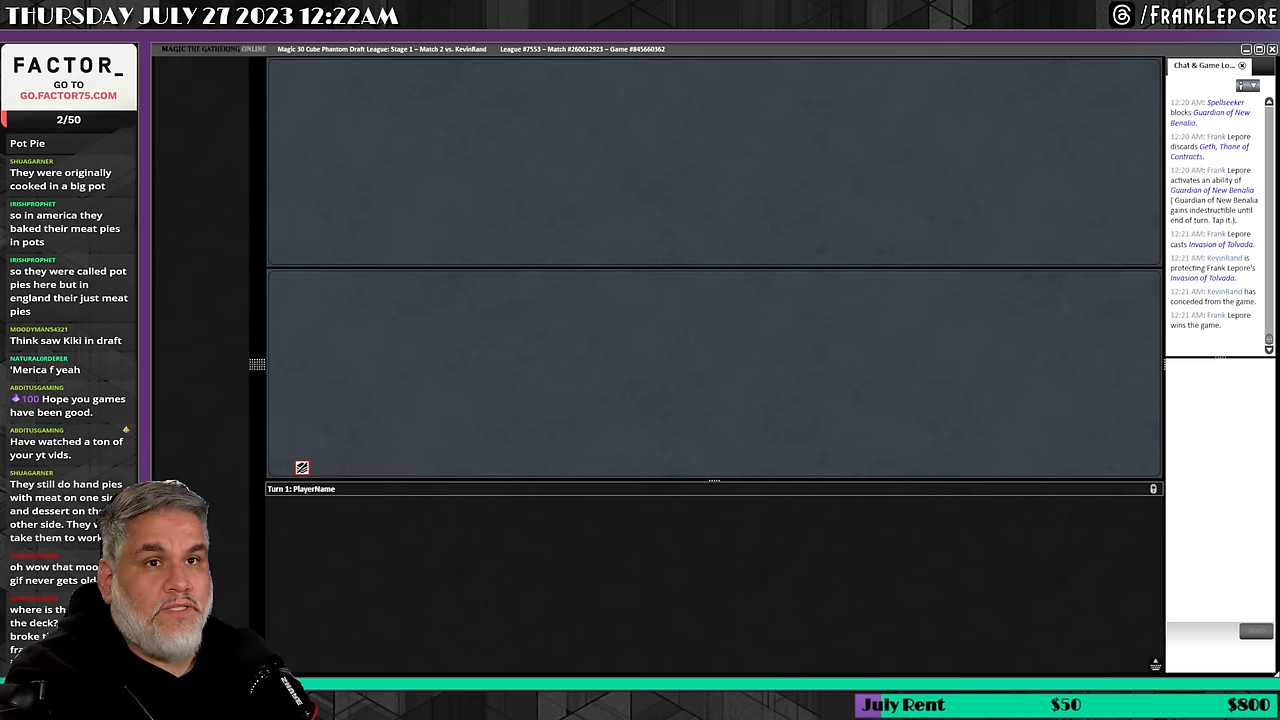 THURSDAY JULY 27 2023 12:22AM
/FRANKLEPORE
MAGIC THE GATHERING ONLINE
Magic 30 Cube Phantom Draft League: Stage 1 – Match 2 vs. KevinRand
League #7553 – Match #260612923 – Game #845660362
FACTOR_
GO TO
GO.FACTOR75.COM
2/50
Pot Pie
SHUAGARNER
They were originally
cooked in a big pot
IRISHPROPHET
so in america they
baked their meat pies
in pots
IRISHPROPHET
so they were called pot
pies here but in
england their just meat
pies
MOODYMAN54321
Think saw Kiki in draft
NATURAL0RDERER
'Merica f yeah
ABDITUSGAMING
100 Hope you games
have been good.
ABDITUSGAMING
Have watched a ton of
your yt vids.
SHUAGARNER
They still do hand pies
with meat on one si
and dessert on th
other side. They
take them to work
oh wow that moo
gif never gets old
where is th
the deck?
broke t
fra
Chat & Game Lo...
12:20 AM: Spellseeker
blocks Guardian of New
Benalia.
12:20 AM: Frank Lepore
discards Geth, Thane of
Contracts.
12:20 AM: Frank Lepore
activates an ability of
Guardian of New Benalia
( Guardian of New Benalia
gains indestructible until
end of turn. Tap it.).
12:21 AM: Frank Lepore
casts Invasion of Tolvada.
12:21 AM: KevinRand is
protecting Frank Lepore's
Invasion of Tolvada.
12:21 AM: KevinRand has
conceded from the game.
12:21 AM: Frank Lepore
wins the game.
Turn 1: PlayerName
SEND
July Rent $50 $800